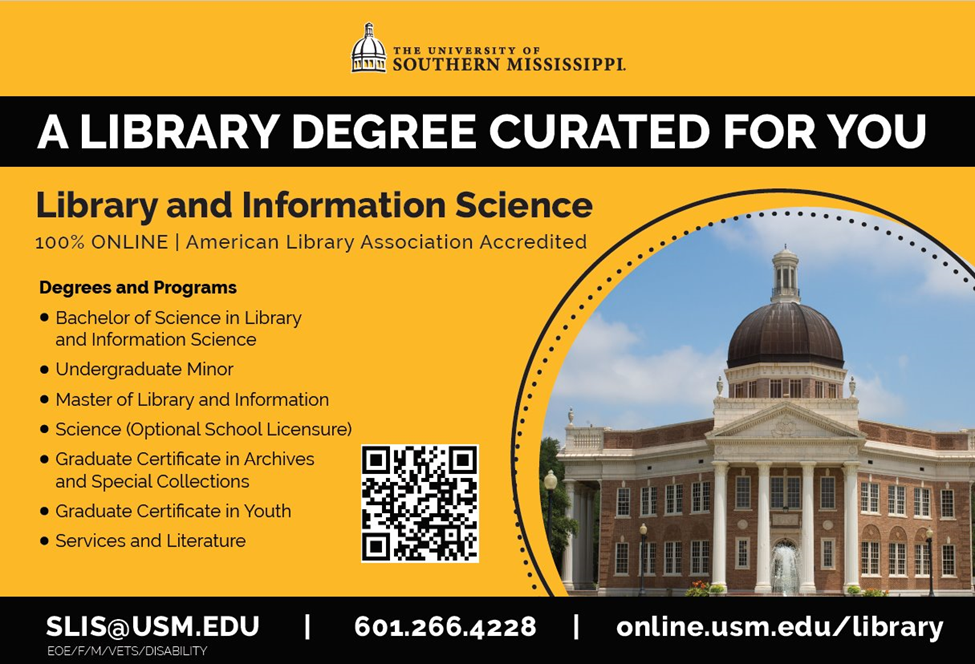 THE UNIVERSITY OF
SOUTHERN MISSISSIPPI.
A LIBRARY DEGREE CURATED FOR YOU
Library and Information Science
100% ONLINE | American Library Association Accredited
Degrees and Programs
• Bachelor of Science in Library
and Information Science
• Undergraduate Minor
• Master of Library and Information
• Science (Optional School Licensure)
• Graduate Certificate in Archives
and Special Collections
• Graduate Certificate in Youth
• Services and Literature
SLIS@USM.EDU | 601.266.4228 | online.usm.edu/library
EOE/F/M/VETS/DISABILITY